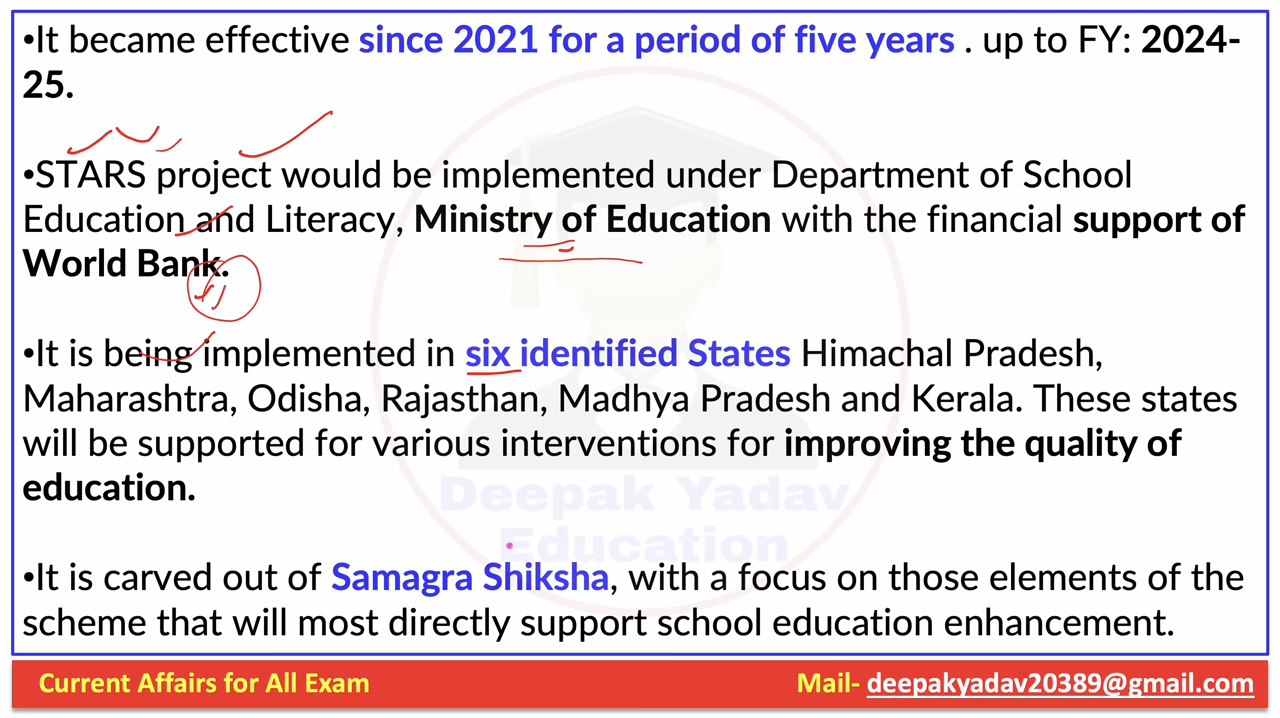 •It became effective since 2021 for a period of five years . up to FY: 2024-
25.
•STARS project would be implemented under Department of School
Education and Literacy, Ministry of Education with the financial support of
World Bank.
•It is being implemented in six identified States Himachal Pradesh,
Maharashtra, Odisha, Rajasthan, Madhya Pradesh and Kerala. These states
will be supported for various interventions for improving the quality of
education.
Deepak Yadav
Education
•It is carved out of Samagra Shiksha, with a focus on those elements of the
scheme that will most directly support school education enhancement.
Current Affairs for All Exam
Mail- deepakyadav20389@gmail.com